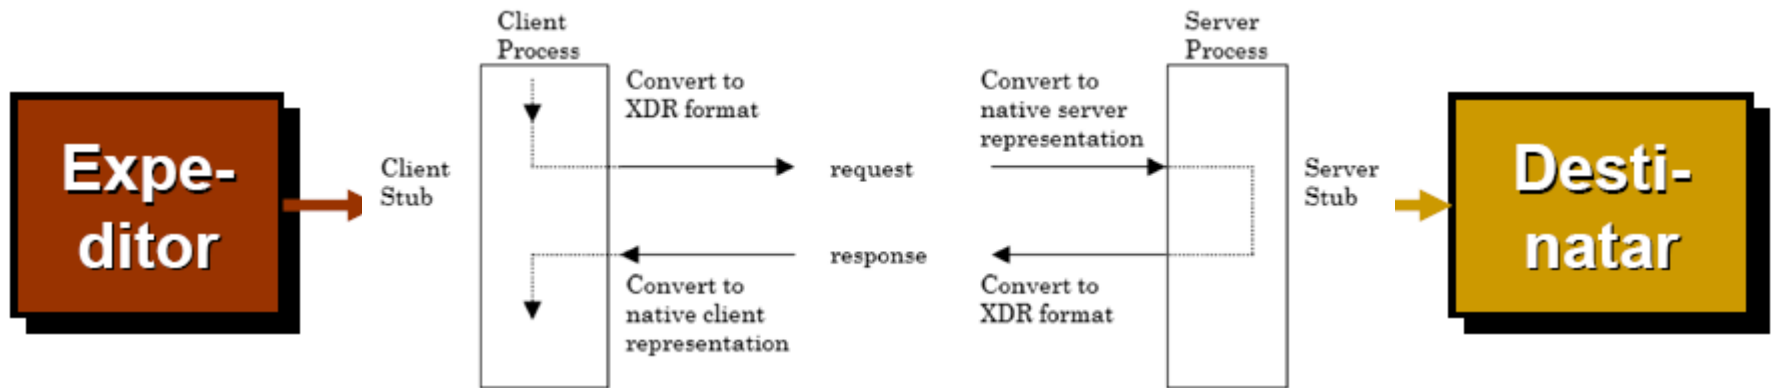 Expe-
ditor
Client
Stub
Client
Process
Convert to
XDR format
request
Convert to
native server
representation
Server
Process
Server
Stub
response
Convert to
native client
representation
Convert to
XDR format
Desti-
natar